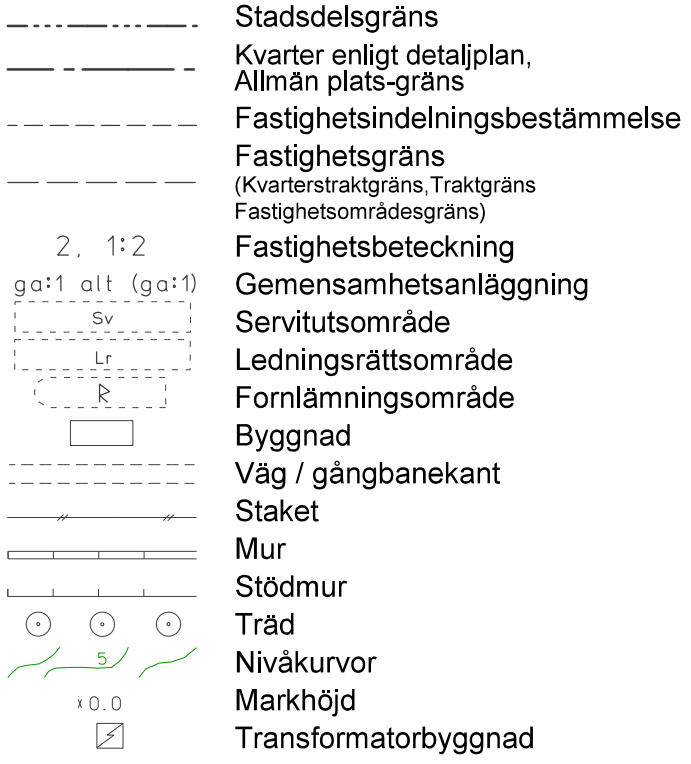 Stadsdelsgräns
Kvarter enligt detaljplan,
Allmän plats-gräns
Fastighetsindelningsbestämmelse
Fastighetsgräns
(Kvarterstraktgräns,Traktgräns
Fastighetsområdesgräns)
2, 1:2 Fastighetsbeteckning
ga:1 alt (ga:1) Gemensamhetsanläggning
Sv Servitutsområde
Lr Ledningsrättsområde
R Fornlämningsområde
Byggnad
Väg / gångbanekant
Staket
Mur
Stödmur
Träd
5 Nivåkurvor
x0.0 Markhöjd
Transformatorbyggnad